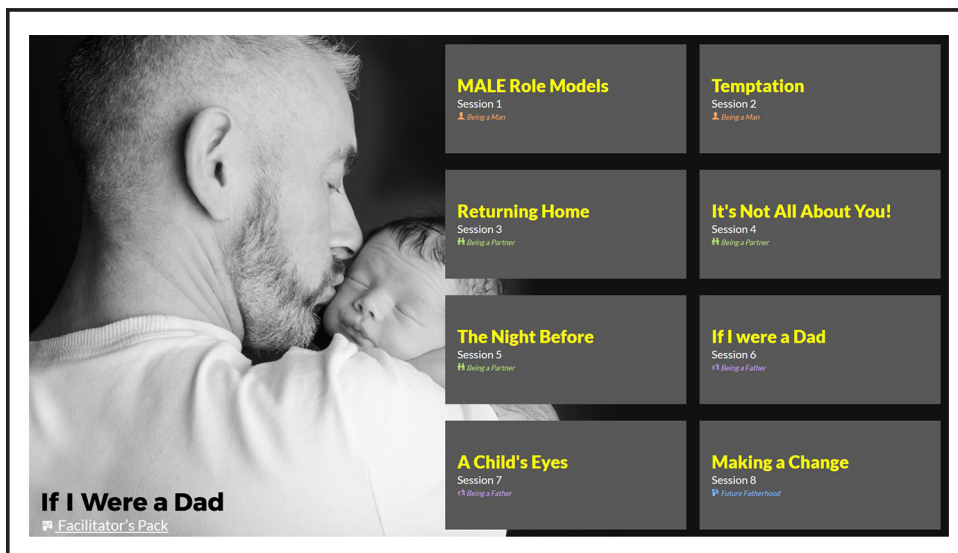 MALE Role Models
Session 1
Being a Man
Temptation
Session 2
Being a Man
Returning Home
Session 3
Being a Partner
It's Not All About You!
Session 4
Being a Partner
The Night Before
Session 5
Being a Partner
If I were a Dad
Session 6
Being a Father
A Child's Eyes
Session 7
Being a Father
Making a Change
Session 8
Future Fatherhood
If I Were a Dad
Facilitator's Pack